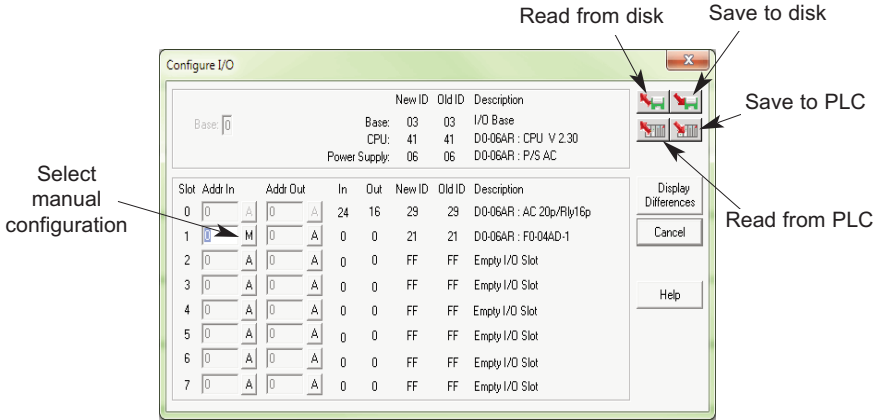 Read from disk
Save to disk
Configure I/O
x
New ID Old ID Description
Base: 0 Base: 03 03 I/O Base
CPU: 41 41 D0-06AR : CPU V 2.30
Power Supply: 06 06 D0-06AR : P/S AC
Save to PLC
Select
manual
configuration
Slot Addr In Addr Out In Out New ID Old ID Description
0 0 A 0 A 24 16 29 29 D0-06AR : AC 20p/Rly16p
1 0 M 0 A 0 0 21 21 D0-06AR : F0-04AD-1
2 0 A 0 A 0 0 FF FF Empty I/O Slot
3 0 A 0 A 0 0 FF FF Empty I/O Slot
4 0 A 0 A 0 0 FF FF Empty I/O Slot
5 0 A 0 A 0 0 FF FF Empty I/O Slot
6 0 A 0 A 0 0 FF FF Empty I/O Slot
7 0 A 0 A 0 0 FF FF Empty I/O Slot
Display
Differences
Read from PLC
Cancel
Help